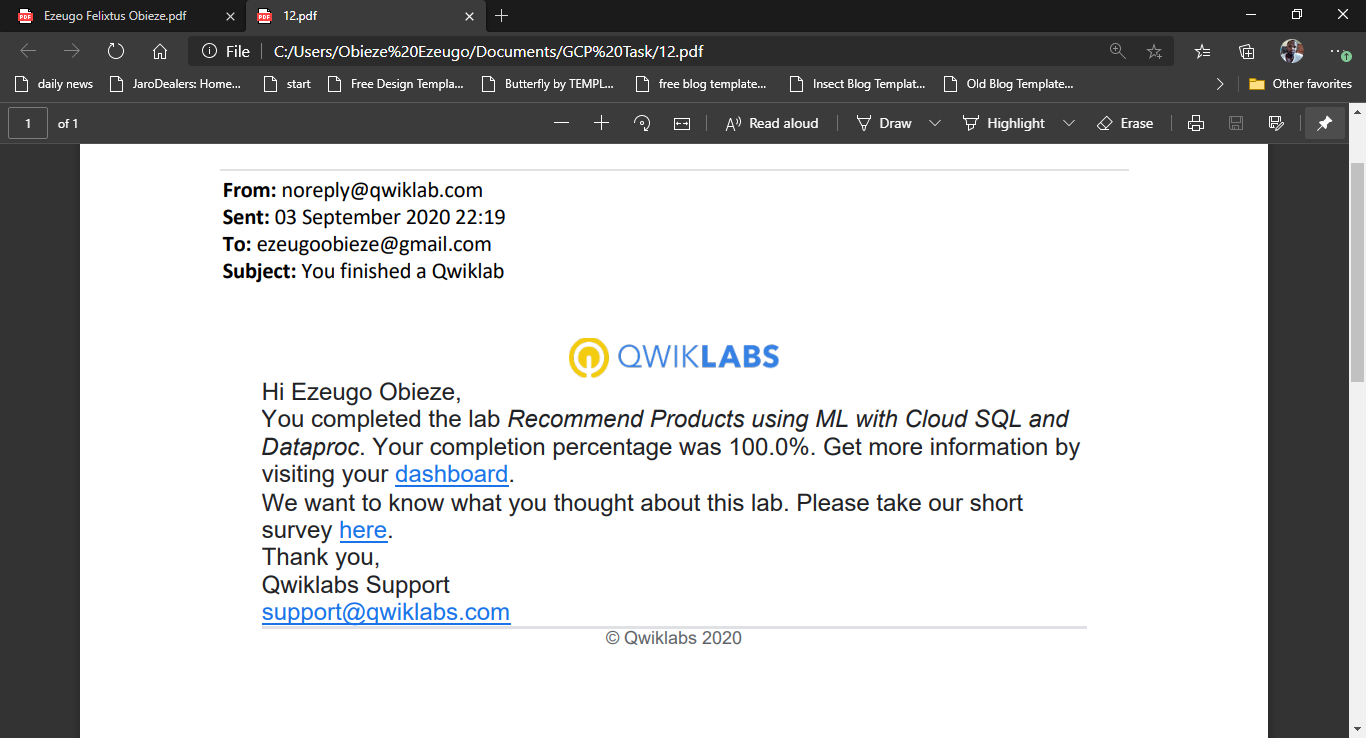 Ezeugo Felixtus Obieze.pdf
12.pdf
File
C:/Users/Obieze%20Ezeugo/Documents/GCP%20Task/12.pdf
daily news
JaroDealers: Home...
start
Free Design Templa...
Butterfly by TEMPL...
free blog template...
Insect Blog Templat...
Old Blog Template...
Other favorites
1 of 1
Read aloud
Draw
Highlight
Erase
From: noreply@qwiklab.com
Sent: 03 September 2020 22:19
To: ezeugoobieze@gmail.com
Subject: You finished a Qwiklab
QWIKLABS
Hi Ezeugo Obieze,
You completed the lab Recommend Products using ML with Cloud SQL and
Dataproc. Your completion percentage was 100.0%. Get more information by
visiting your dashboard.
We want to know what you thought about this lab. Please take our short
survey here.
Thank you,
Qwiklabs Support
support@qwiklabs.com
© Qwiklabs 2020